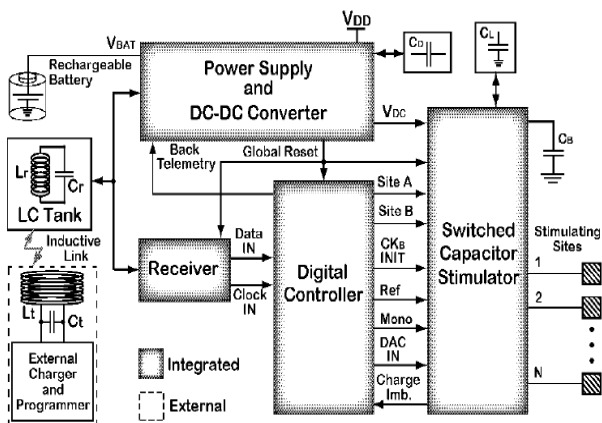 VBAT
VDD
CD
CL
Rechargeable
Battery
Power Supply
and
DC-DC Converter
VDC
CB
Back
Telemetry
Global Reset
Lr
Cr
LC Tank
Inductive
Link
Site A
Site B
CKB
INIT
Ref
Mono
DAC
IN
Charge
Imb.
Data
IN
Receiver
Clock
IN
Digital
Controller
Switched
Capacitor
Stimulator
Stimulating
Sites
1
2
N
Lt
Ct
External
Charger
and
Programmer
Integrated
External